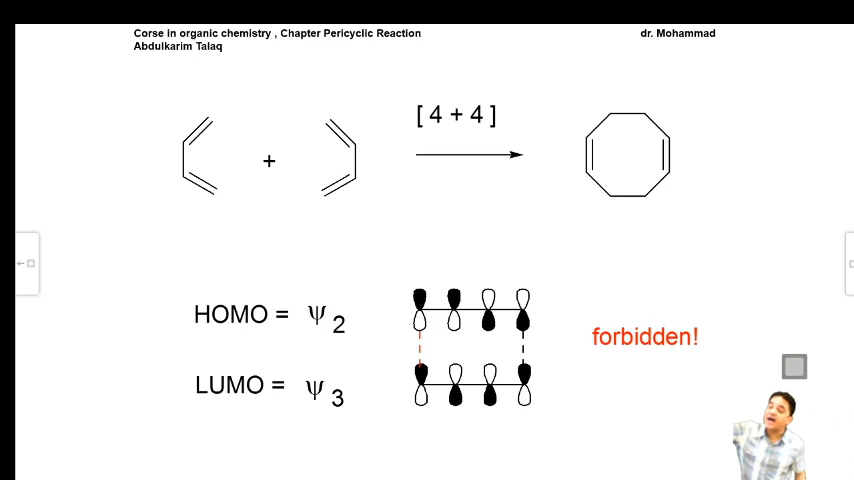 Corse in organic chemistry , Chapter Pericyclic Reaction dr. Mohammad
Abdulkarim Talaq
[ 4 + 4 ]
+
HOMO = ψ 2
forbidden!
LUMO = ψ 3